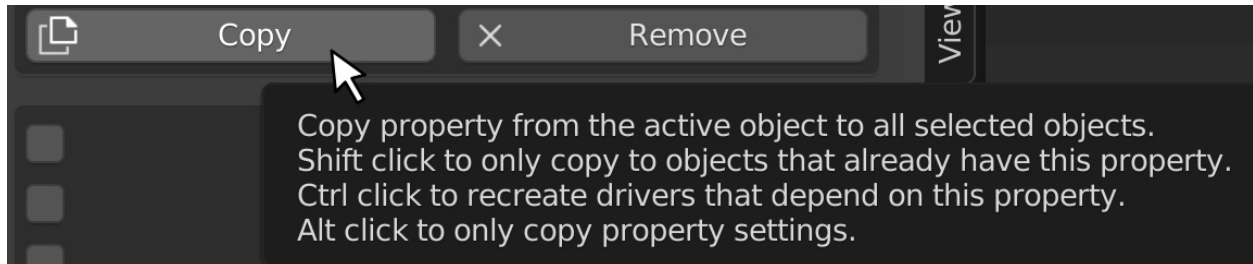 Copy
Remove
View
Copy property from the active object to all selected objects.
Shift click to only copy to objects that already have this property.
Ctrl click to recreate drivers that depend on this property.
Alt click to only copy property settings.